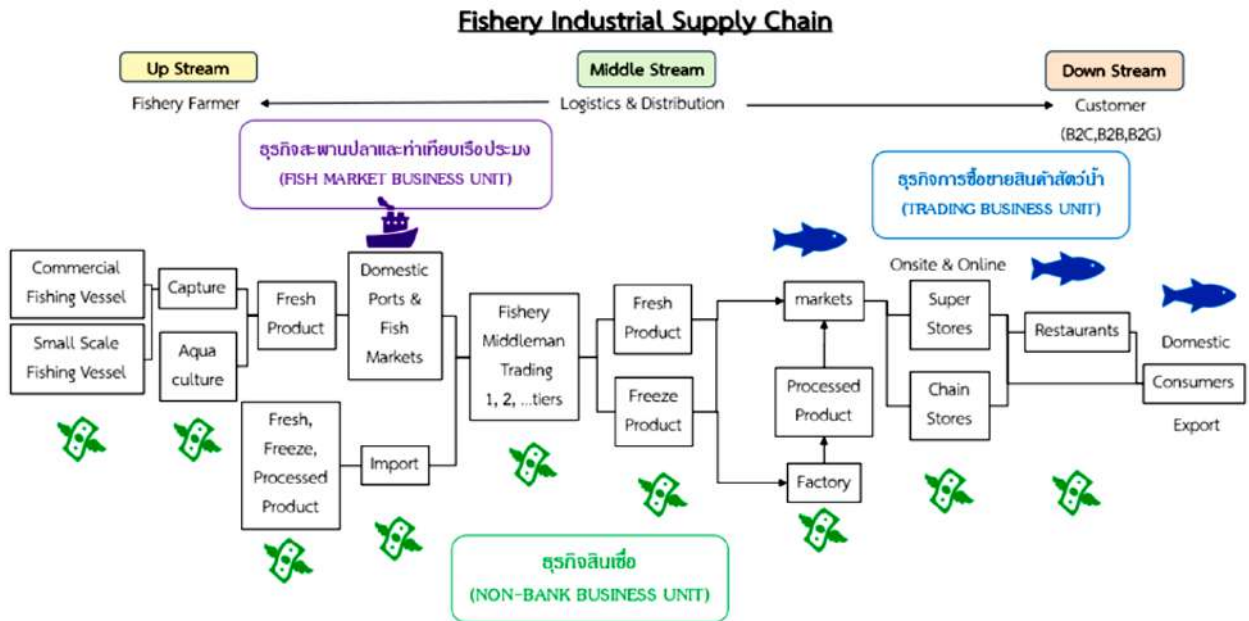 Fishery Industrial Supply Chain
Up Stream
Middle Stream
Down Stream
Fishery Farmer
Logistics & Distribution
Customer
(B2C,B2B,B2G)
ธุรกิจสะพานปลาและท่าเทียบเรือประมง
(FISH MARKET BUSINESS UNIT)
ธุรกิจการซื้อขายสินค้าสัตว์น้ำ
(TRADING BUSINESS UNIT)
Commercial
Fishing Vessel
Small Scale
Fishing Vessel
Capture
Aqua
culture
Fresh
Product
Domestic
Ports &
Fish
Markets
Fresh,
Freeze,
Processed
Product
Import
Fishery
Middleman
Trading
1, 2, ...tiers
Fresh
Product
Freeze
Product
markets
Processed
Product
Factory
Onsite & Online
Super
Stores
Chain
Stores
Restaurants
Domestic
Consumers
Export
ธุรกิจสินเชื่อ
(NON-BANK BUSINESS UNIT)